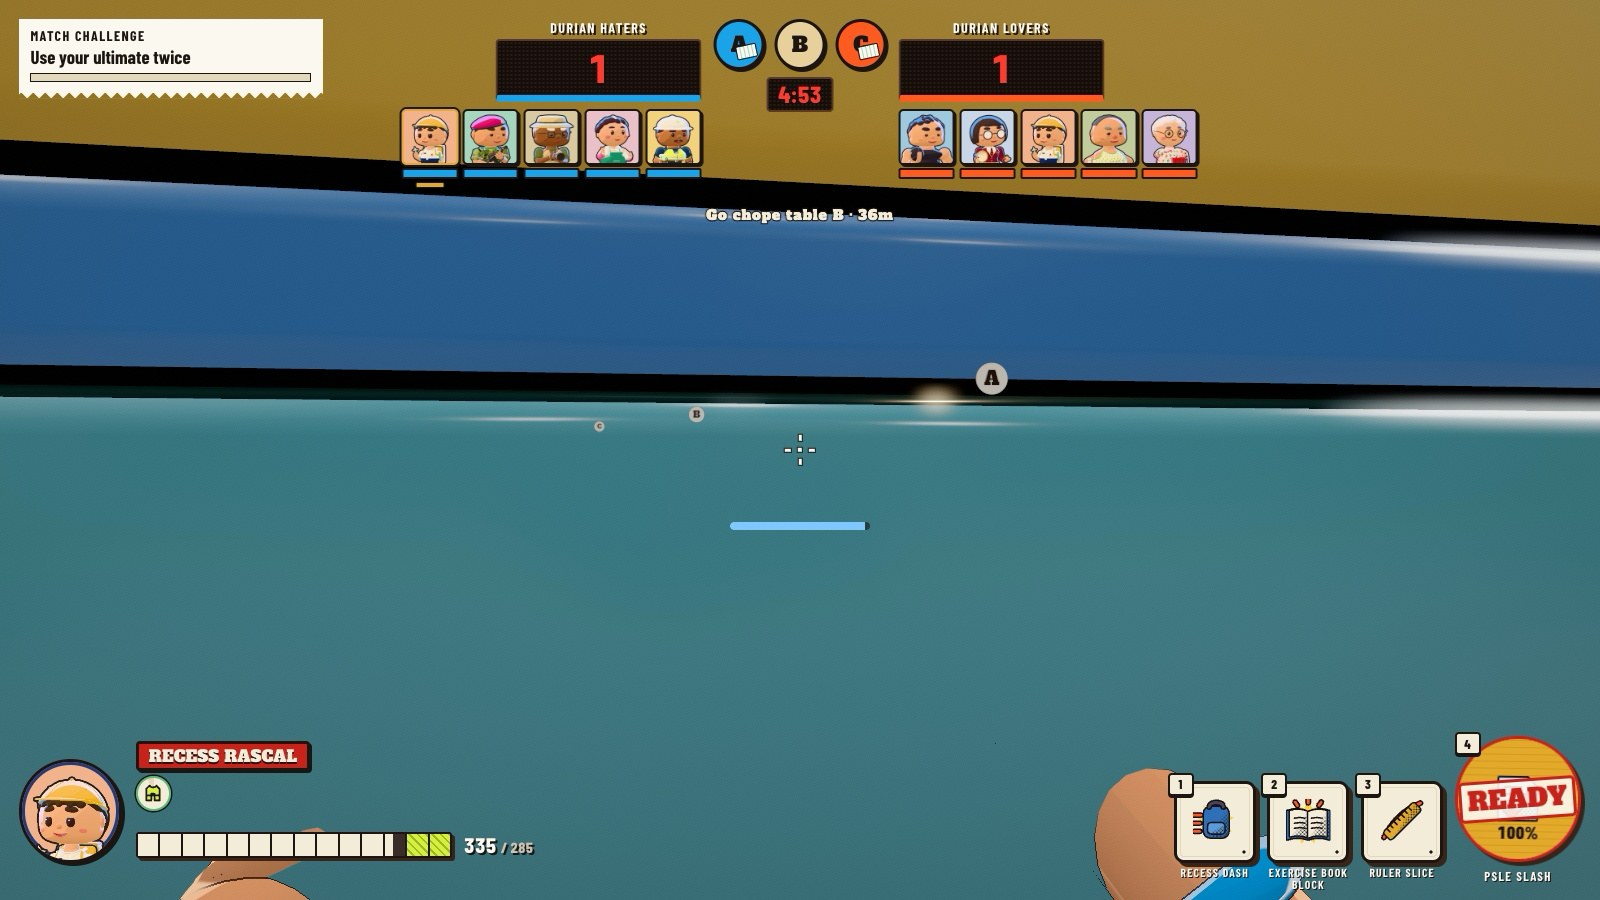 MATCH CHALLENGE
Use your ultimate twice
DURIAN HATERS
1
A
B
C
4:53
DURIAN LOVERS
1
Go chope table B · 36m
A
B
C
RECESS RASCAL
335 / 285
1
RECESS DASH
2
EXERCISE BOOK
BLOCK
3
RULER SLICE
4
READY
100%
PSLE SLASH